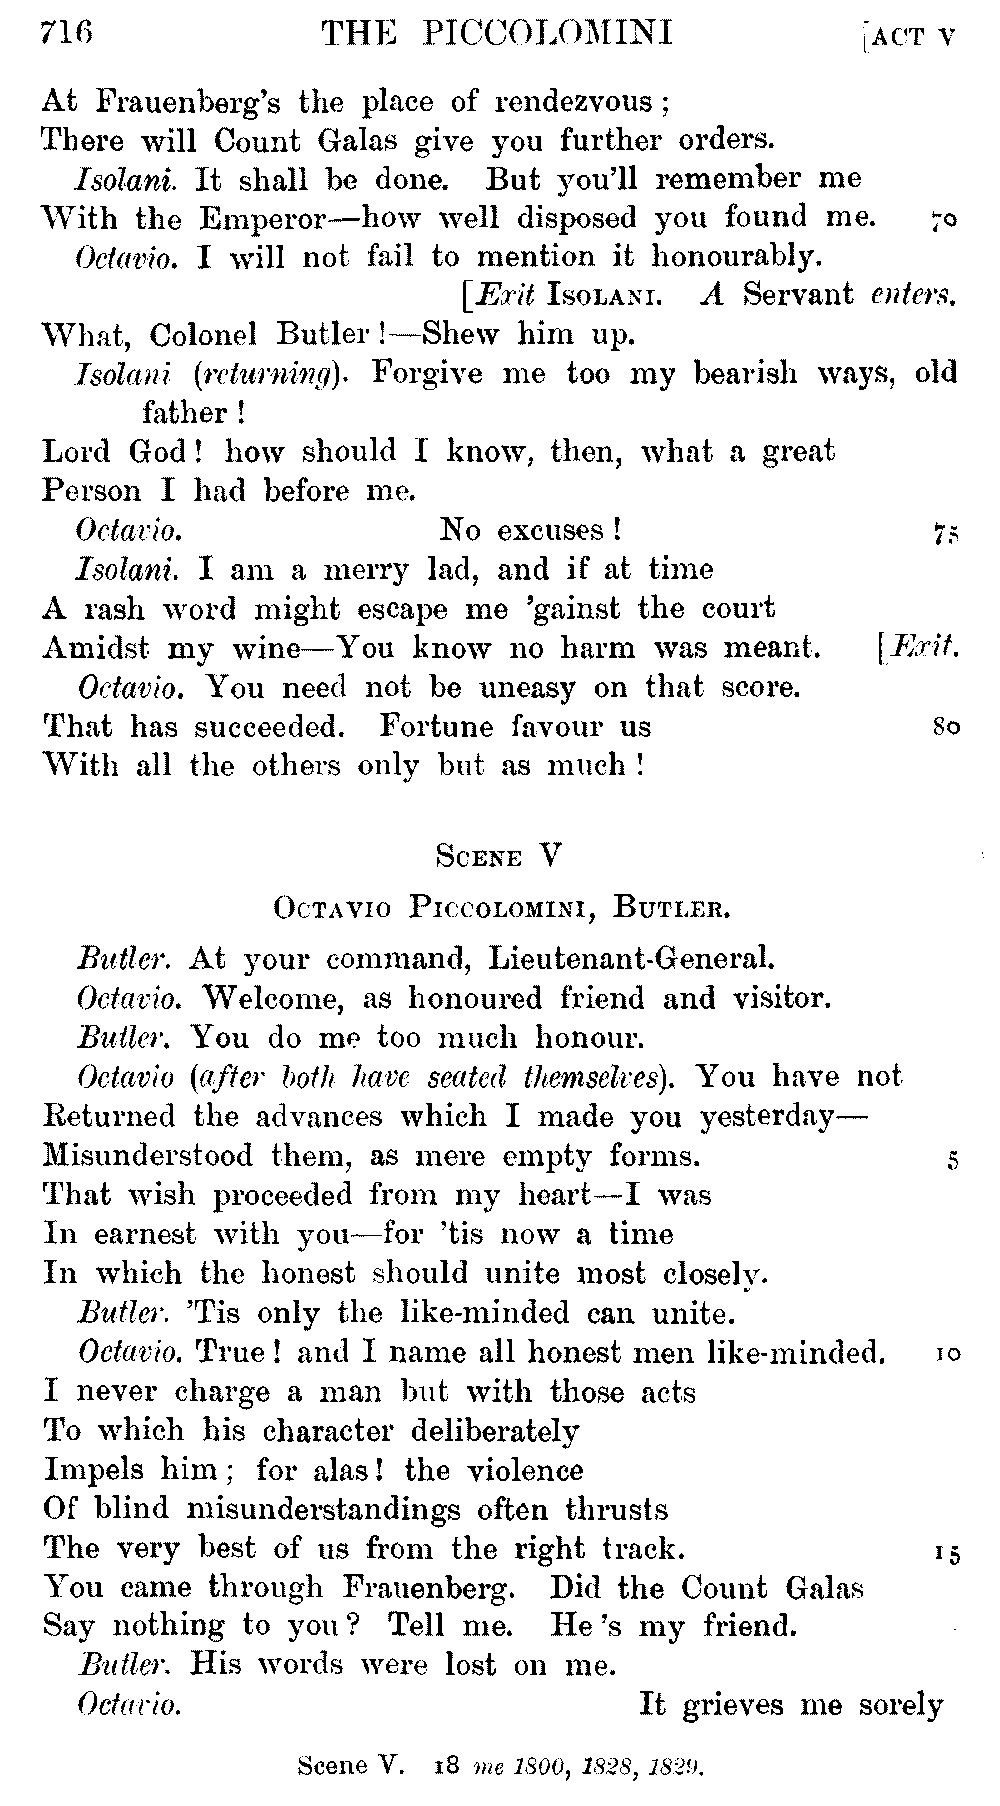 716 THE PICCOLOMINI [ACT V
At Frauenberg's the place of rendezvous;
There will Count Galas give you further orders.
Isolani. It shall be done. But you'll remember me
With the Emperor—how well disposed you found me. 70
Octavio. I will not fail to mention it honourably.
[Exit ISOLANI. A Servant enters.
What, Colonel Butler!—Shew him up.
Isolani (returning). Forgive me too my bearish ways, old
father!
Lord God! how should I know, then, what a great
Person I had before me.
Octavio. No excuses! 75
Isolani. I am a merry lad, and if at time
A rash word might escape me 'gainst the court
Amidst my wine—You know no harm was meant. [Exit.
Octavio. You need not be uneasy on that score.
That has succeeded. Fortune favour us 80
With all the others only but as much!
SCENE V
OCTAVIO PICCOLOMINI, BUTLER.
Butler. At your command, Lieutenant-General.
Octavio. Welcome, as honoured friend and visitor.
Butler. You do me too much honour.
Octavio (after both have seated themselves). You have not
Returned the advances which I made you yesterday—
Misunderstood them, as mere empty forms. 5
That wish proceeded from my heart—I was
In earnest with you—for 'tis now a time
In which the honest should unite most closely.
Butler. 'Tis only the like-minded can unite.
Octavio. True! and I name all honest men like-minded. 10
I never charge a man but with those acts
To which his character deliberately
Impels him; for alas! the violence
Of blind misunderstandings often thrusts
The very best of us from the right track. 15
You came through Frauenberg. Did the Count Galas
Say nothing to you? Tell me. He's my friend.
Butler. His words were lost on me.
Octavio. It grieves me sorely
Scene V. 18 me 1800, 1828, 1829.